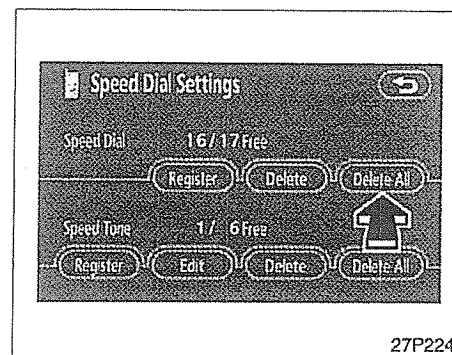 Speed Dial Settings
Speed Dial 16/17 Free
Register Delete Delete All
Speed Tone 1/ 6 Free
Register Edit Delete Delete All
27P224